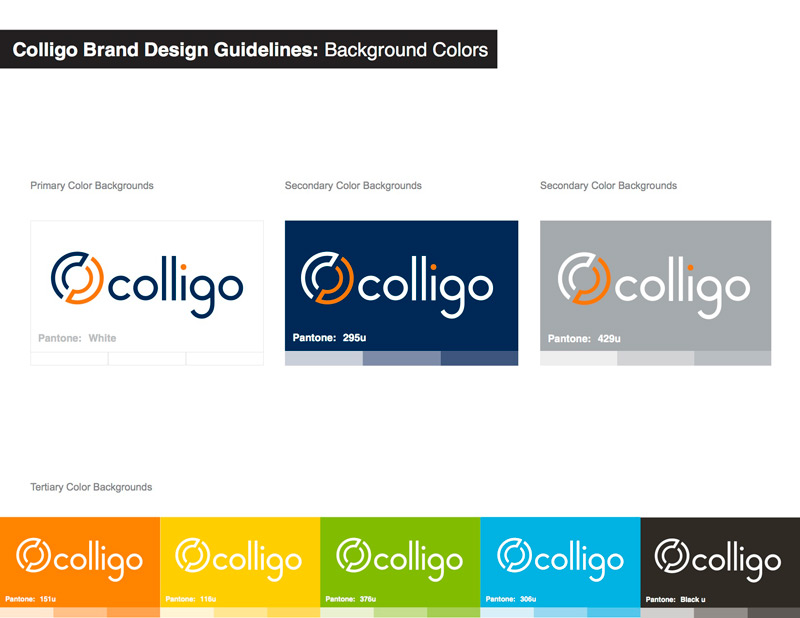 Colligo Brand Design Guidelines: Background Colors
Primary Color Backgrounds
Secondary Color Backgrounds
Secondary Color Backgrounds
colligo
Pantone: White
colligo
Pantone: 295u
colligo
Pantone: 429u
Tertiary Color Backgrounds
colligo
Pantone: 151u
colligo
Pantone: 118u
colligo
Pantone: 376u
colligo
Pantone: 306u
colligo
Pantone: Black u